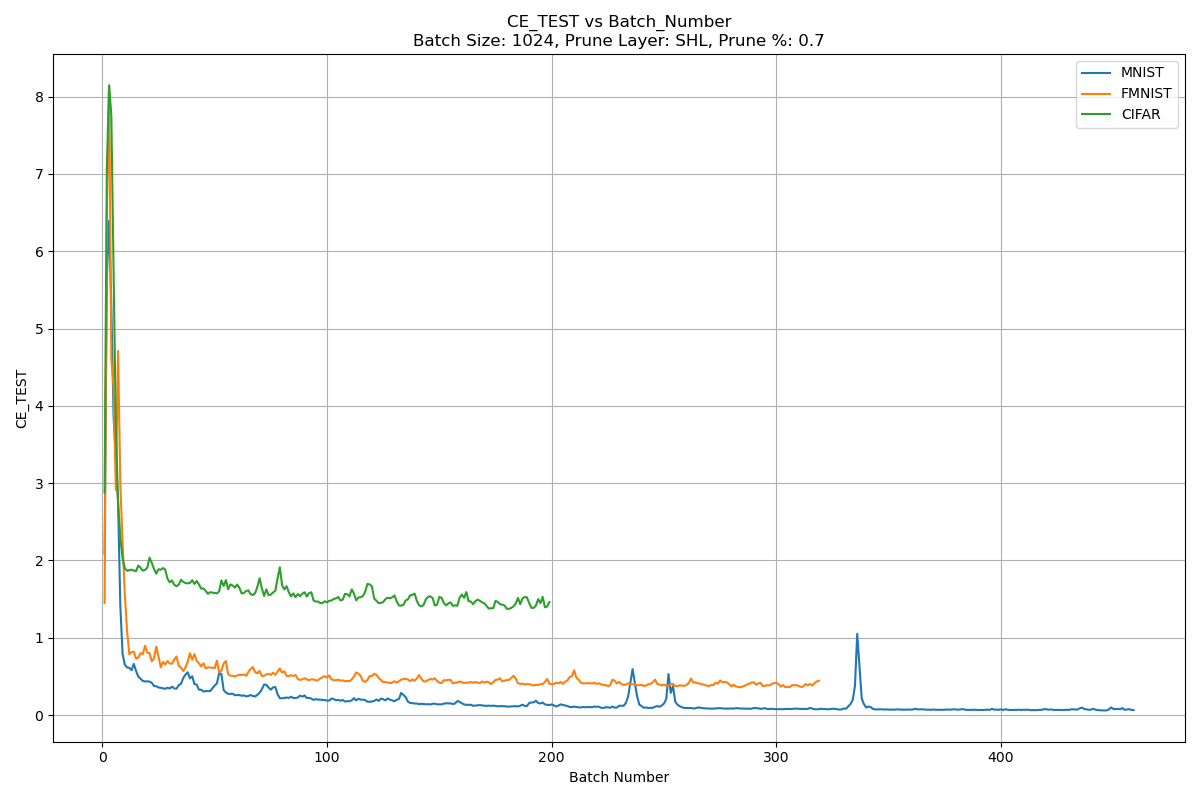 CE_TEST vs Batch_Number
Batch Size: 1024, Prune Layer: SHL, Prune %: 0.7
MNIST
FMNIST
CIFAR
CE_TEST
8
7
6
5
4
3
2
1
0
0
100
200
300
400
Batch Number